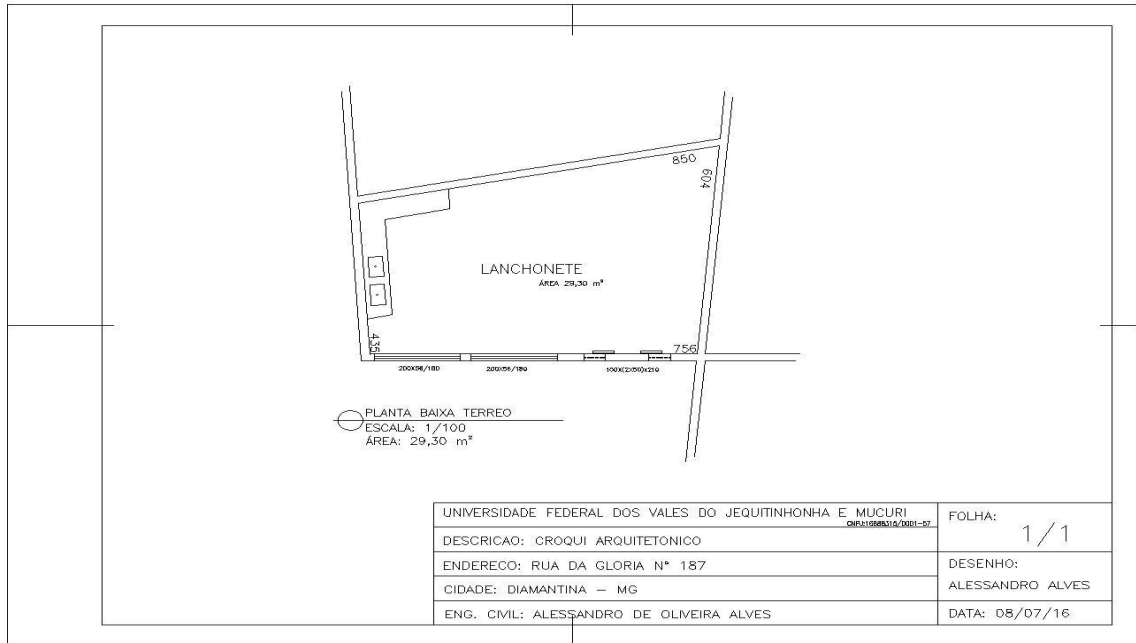 850
604
LANCHONETE
ÁREA 29,30 m²
435
756
200X56/180
100X(2X50)x210
PLANTA BAIXA TERREO
ESCALA: 1/100
ÁREA: 29,30 m²
UNIVERSIDADE FEDERAL DOS VALES DO JEQUITINHONHA E MUCURI
DESCRICAO: CROQUI ARQUITETONICO
ENDERECO: RUA DA GLORIA Nº 187
CIDADE: DIAMANTINA – MG
ENG. CIVIL: ALESSANDRO DE OLIVEIRA ALVES
FOLHA:
1/1
DESENHO:
ALESSANDRO ALVES
DATA: 08/07/16